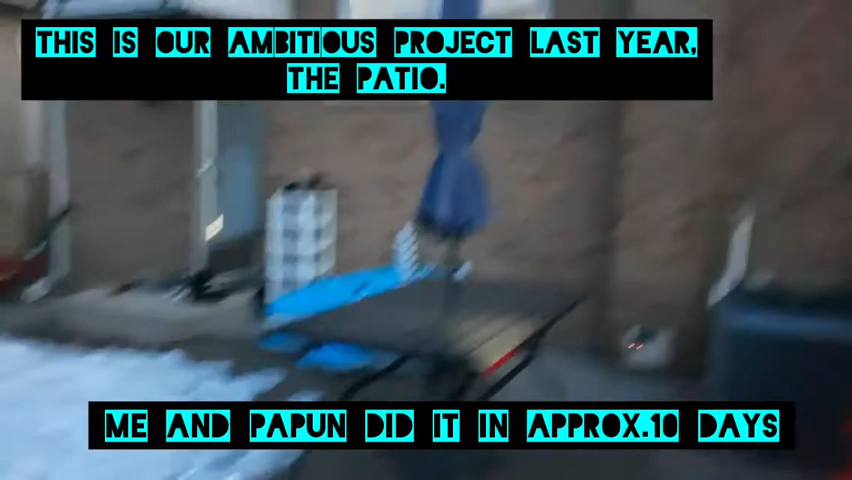 THIS IS OUR AMBITIOUS PROJECT LAST YEAR,
THE PATIO.
ME AND PAPUN DID IT IN APPROX.10 DAYS